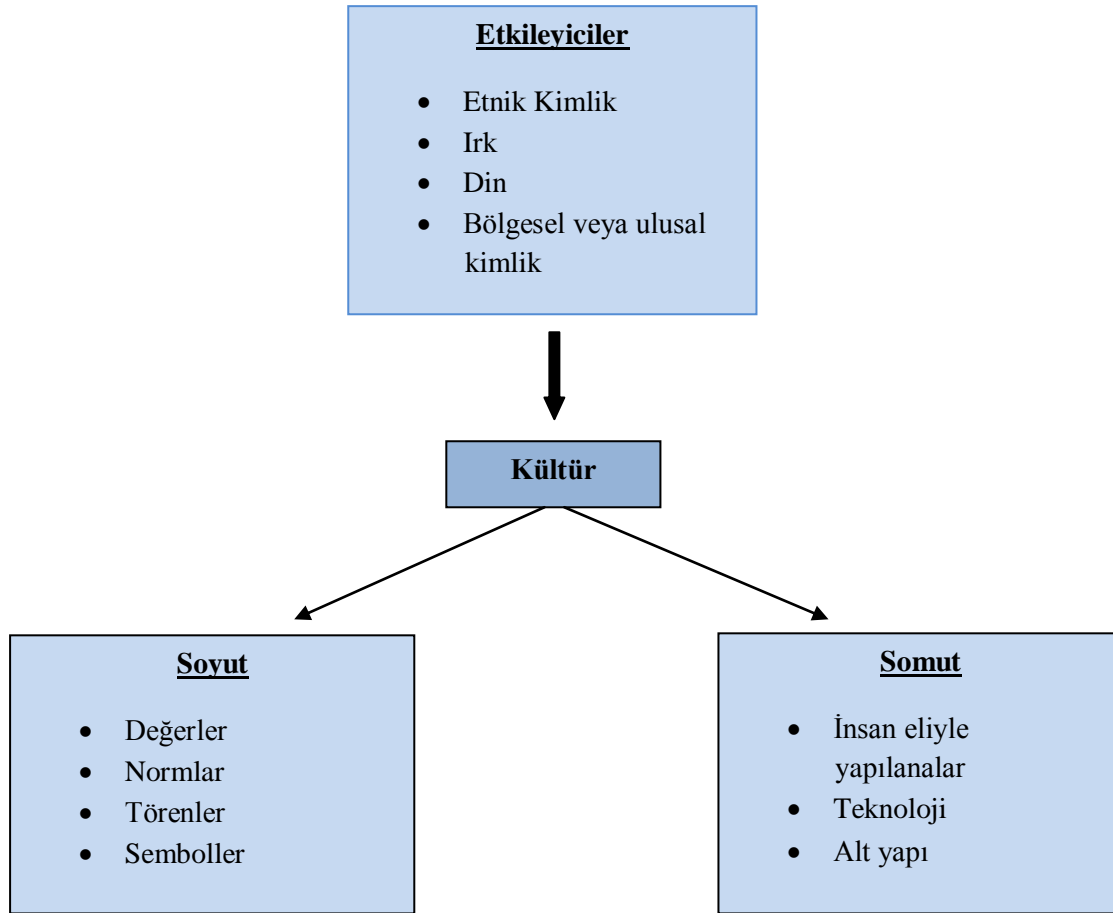 Etkileyiciler
• Etnik Kimlik
• Irk
• Din
• Bölgesel veya ulusal
kimlik
Kültür
Soyut
• Değerler
• Normlar
• Törenler
• Semboller
Somut
• İnsan eliyle
yapılanalar
• Teknoloji
• Alt yapı